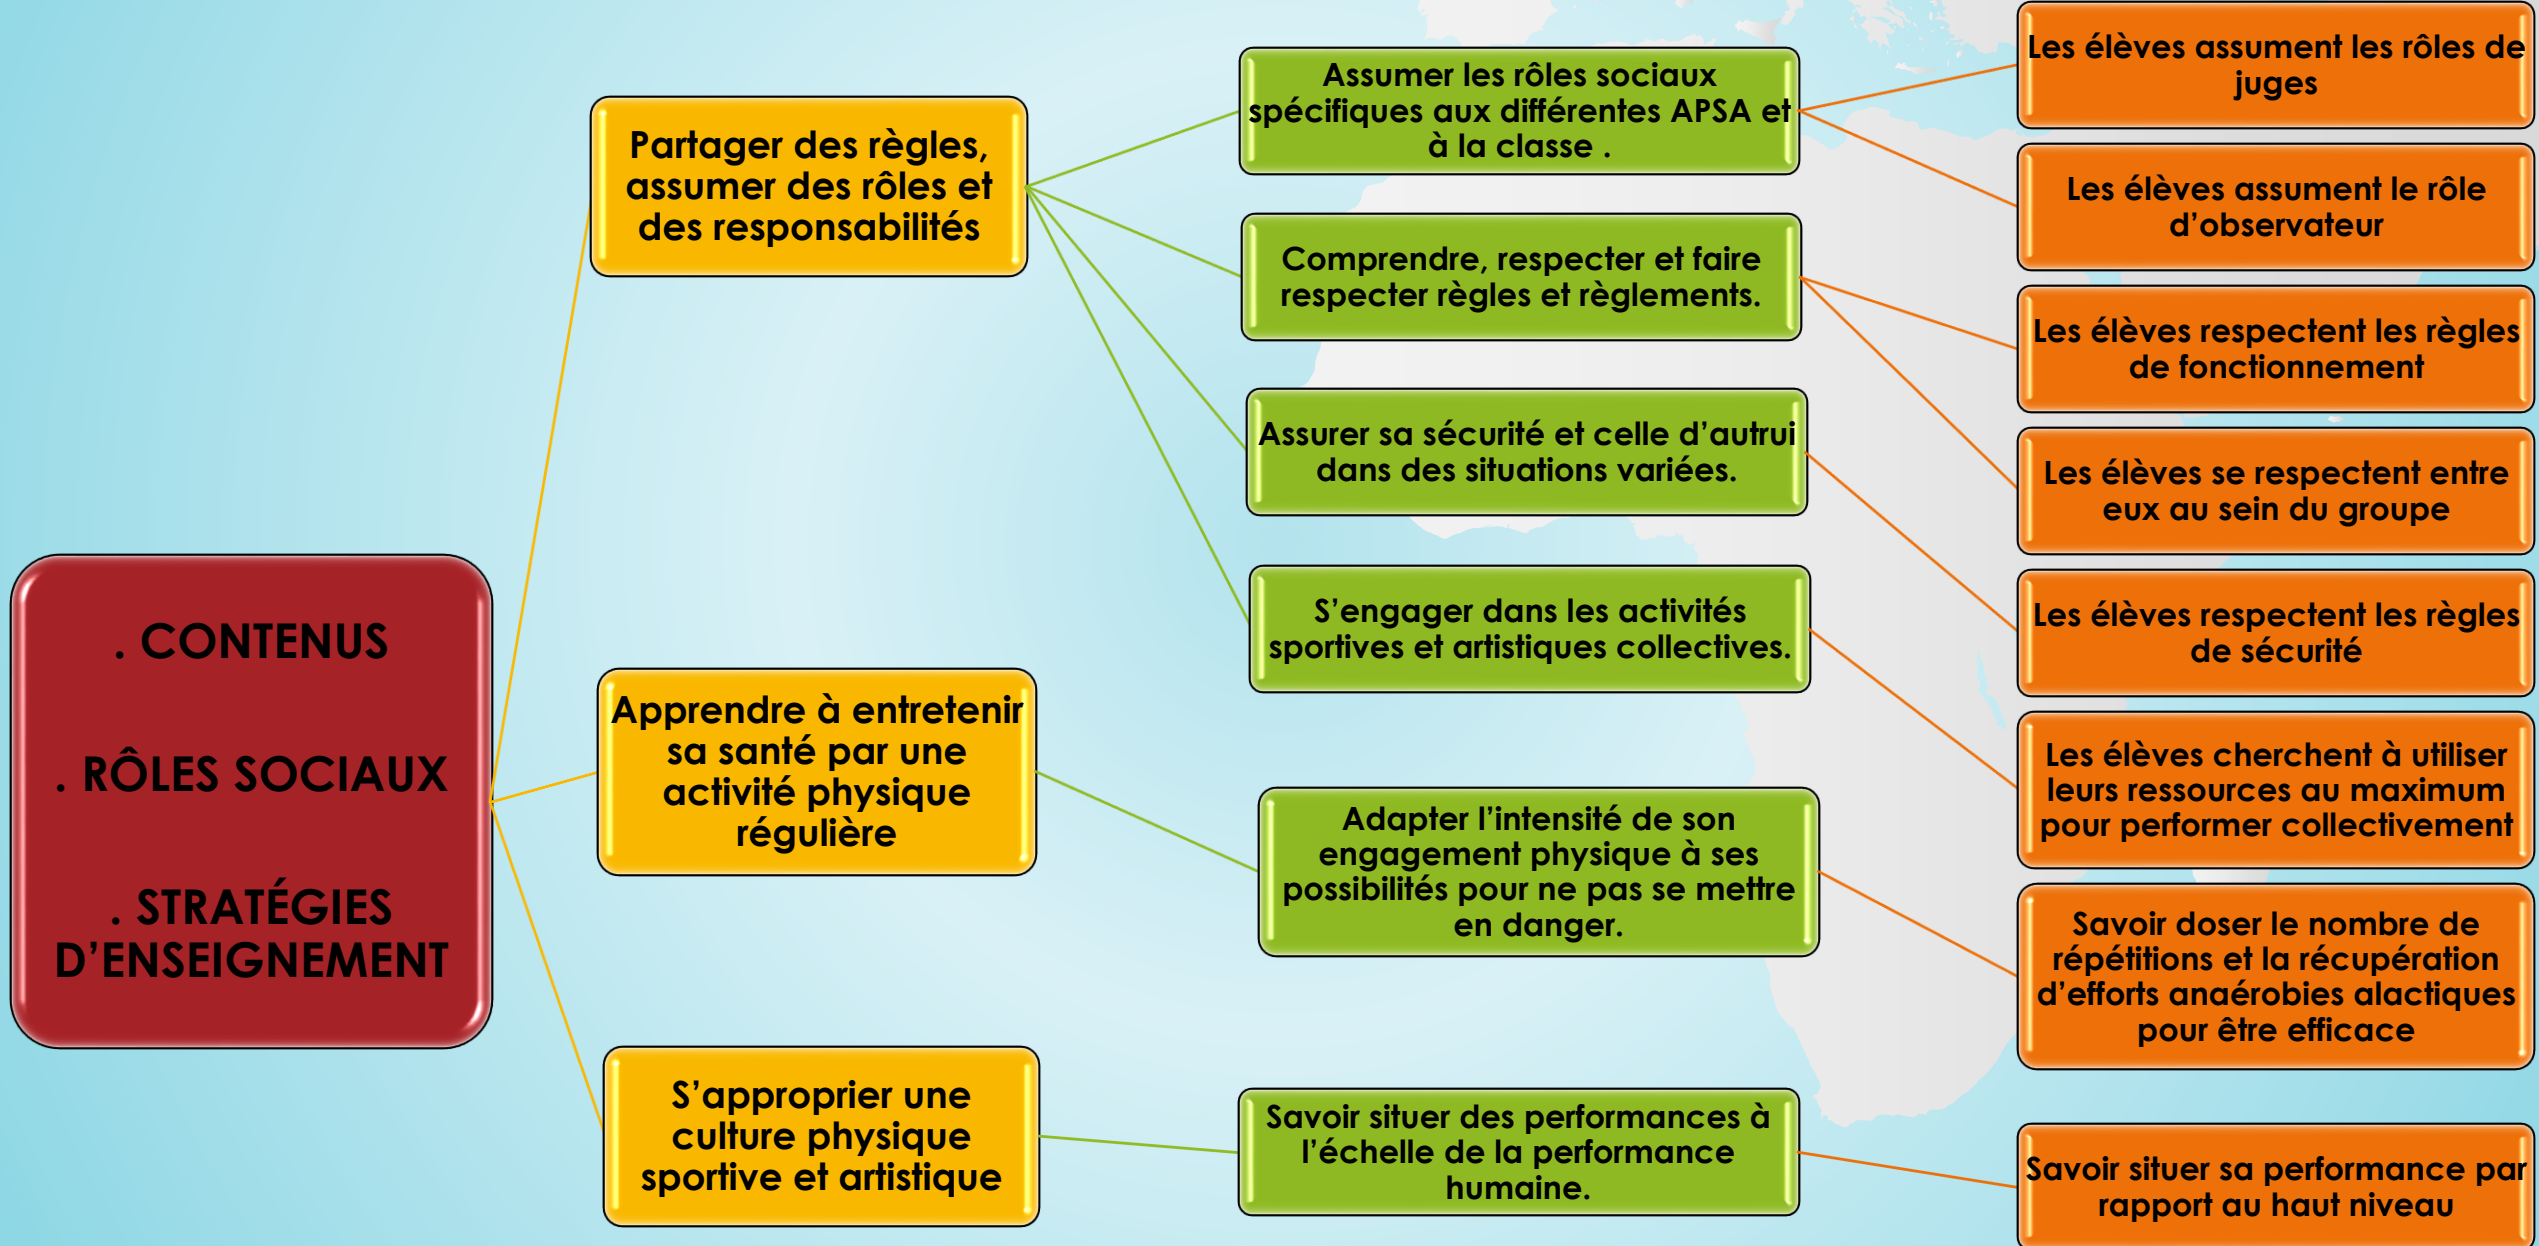 . CONTENUS
. RÔLES SOCIAUX
. STRATÉGIES
D’ENSEIGNEMENT
Partager des règles,
assumer des rôles et
des responsabilités
Apprendre à entretenir
sa santé par une
activité physique
régulière
S’approprier une
culture physique
sportive et artistique
Assumer les rôles sociaux
spécifiques aux différentes APSA et
à la classe .
Comprendre, respecter et faire
respecter règles et règlements.
Assurer sa sécurité et celle d’autrui
dans des situations variées.
S’engager dans les activités
sportives et artistiques collectives.
Adapter l’intensité de son
engagement physique à ses
possibilités pour ne pas se mettre
en danger.
Savoir situer des performances à
l’échelle de la performance
humaine.
Les élèves assument les rôles de
juges
Les élèves assument le rôle
d’observateur
Les élèves respectent les règles
de fonctionnement
Les élèves se respectent entre
eux au sein du groupe
Les élèves respectent les règles
de sécurité
Les élèves cherchent à utiliser
leurs ressources au maximum
pour performer collectivement
Savoir doser le nombre de
répétitions et la récupération
d’efforts anaérobies alactiques
pour être efficace
Savoir situer sa performance par
rapport au haut niveau